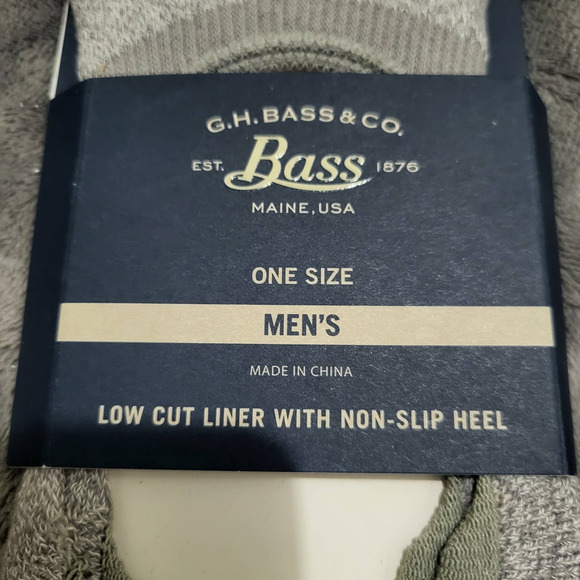 G.H. BASS & CO.
EST. Bass 1876
MAINE, USA
ONE SIZE
MEN'S
MADE IN CHINA
LOW CUT LINER WITH NON-SLIP HEEL